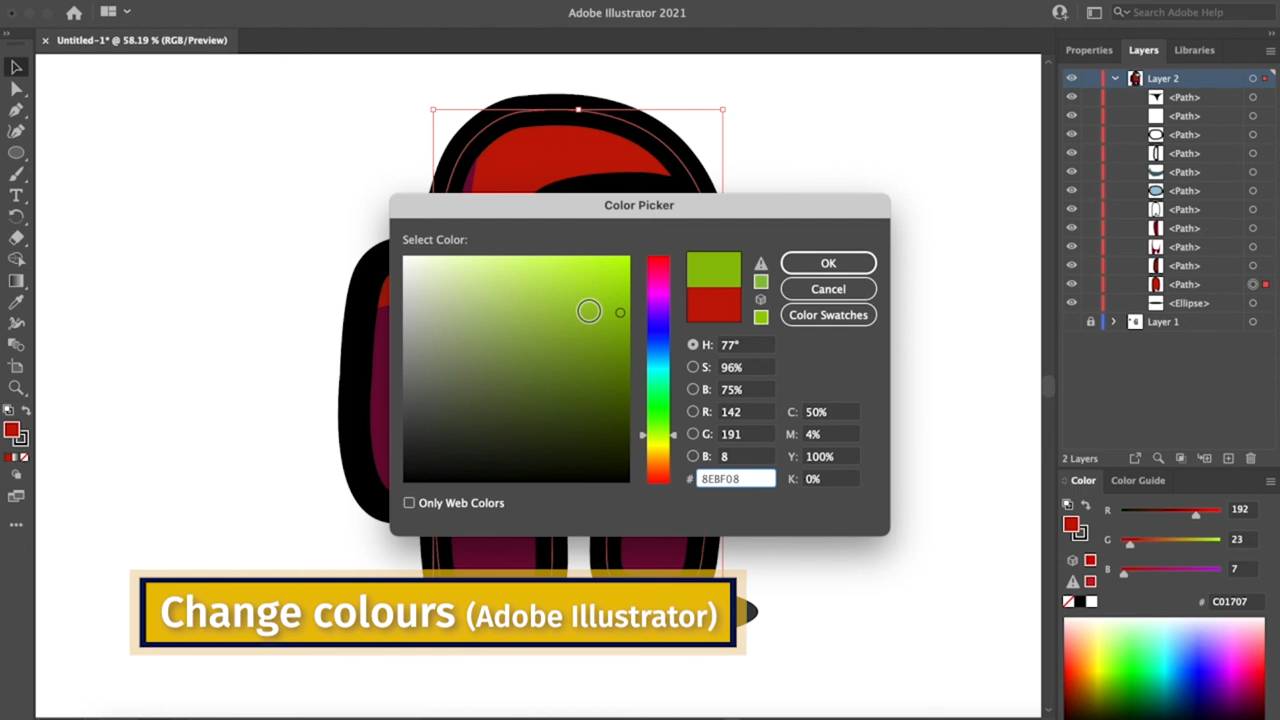 Adobe Illustrator 2021
Search Adobe Help
Untitled-1* @ 58.19 % (RGB/Preview)
Properties
Layers
Libraries
Layer 2
<Path>
<Path>
<Path>
<Path>
<Path>
<Path>
<Path>
<Path>
<Path>
<Path>
<Path>
<Ellipse>
Layer 1
Color Picker
Select Color:
OK
Cancel
Color Swatches
H: 77°
S: 96%
B: 75%
R: 142
C: 50%
G: 191
M: 4%
B: 8
Y: 100%
# 8EBF08
K: 0%
Only Web Colors
2 Layers
Color
Color Guide
R 192
G 23
B 7
# C01707
Change colours (Adobe Illustrator)